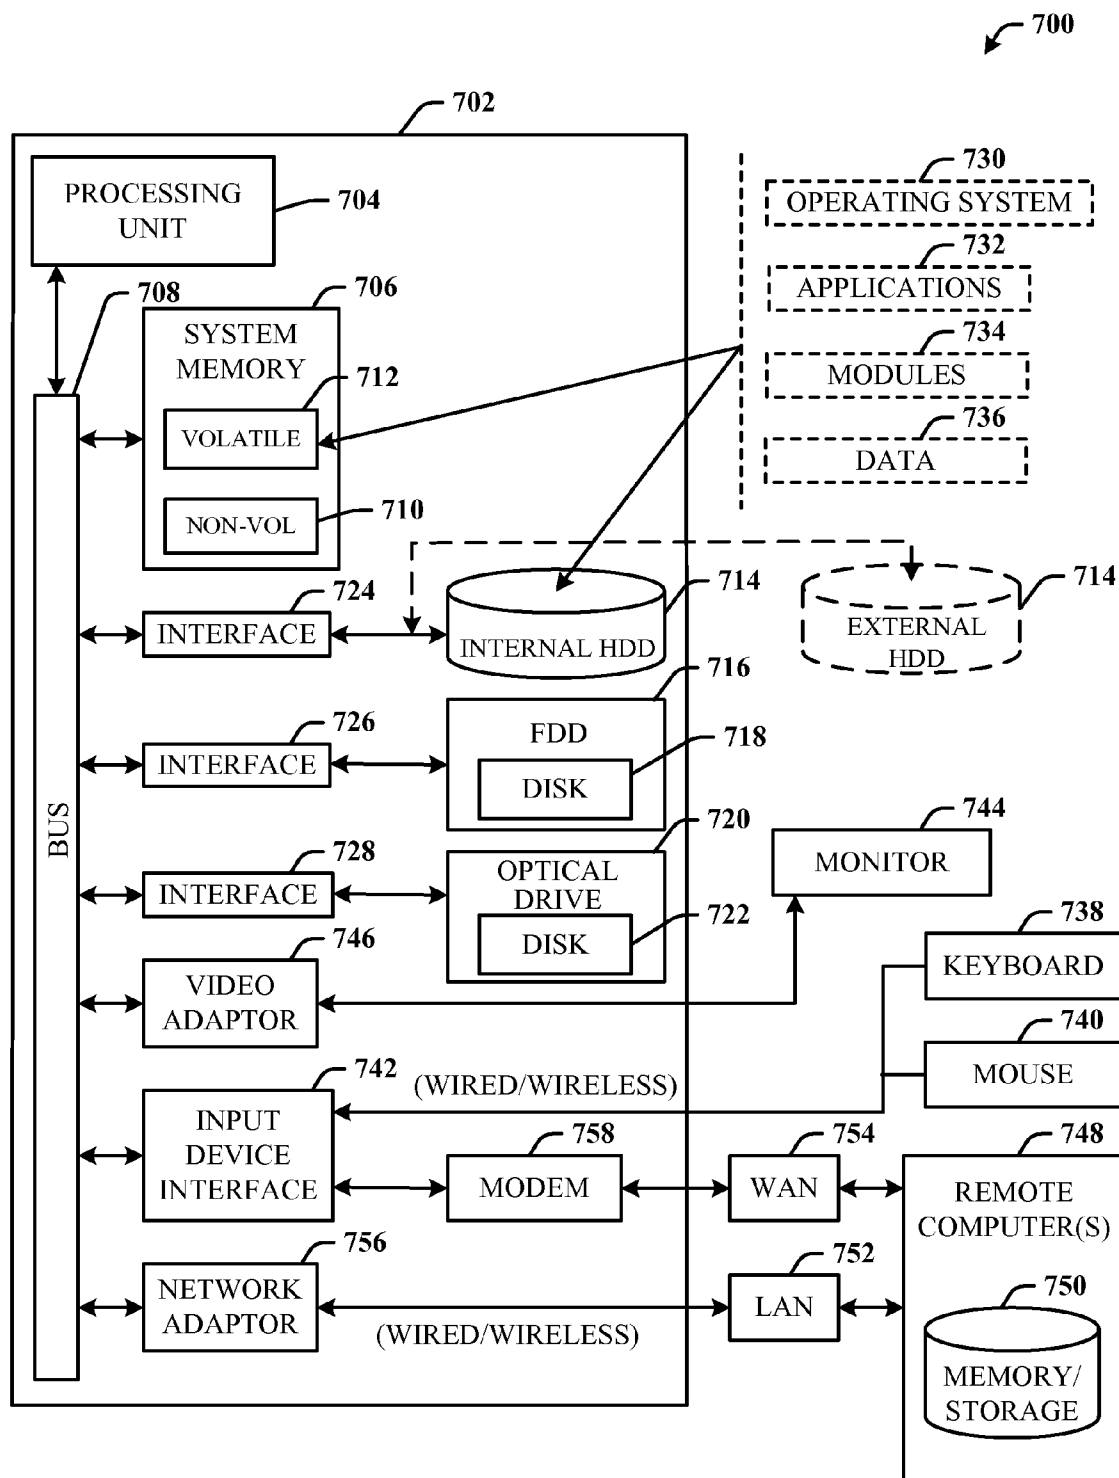 700
702
PROCESSING
UNIT
704
730
OPERATING SYSTEM
732
APPLICATIONS
734
MODULES
736
DATA
708
706
SYSTEM
MEMORY
712
VOLATILE
710
NON-VOL
724
INTERFACE
714
INTERNAL HDD
714
EXTERNAL
HDD
716
726
INTERFACE
FDD
718
DISK
BUS
720
728
INTERFACE
OPTICAL
DRIVE
722
DISK
744
MONITOR
746
VIDEO
ADAPTOR
738
KEYBOARD
740
MOUSE
742
INPUT
DEVICE
INTERFACE
(WIRED/WIRELESS)
758
MODEM
754
WAN
748
REMOTE
COMPUTER(S)
756
NETWORK
ADAPTOR
(WIRED/WIRELESS)
752
LAN
750
MEMORY/
STORAGE